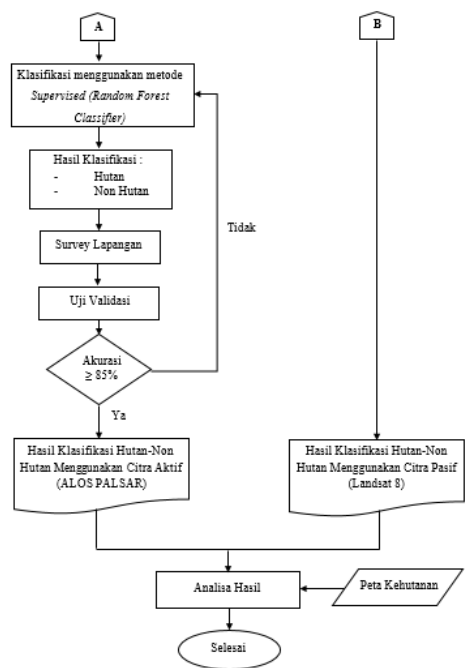 A
B
Klasifikasi menggunakan metode
Supervised (Random Forest
Classifier)
Hasil Klasifikasi :
- Hutan
- Non Hutan
Tidak
Survey Lapangan
Uji Validasi
Akurasi
≥ 85%
Ya
Hasil Klasifikasi Hutan-Non
Hutan Menggunakan Citra Aktif
(ALOS PALSAR)
Hasil Klasifikasi Hutan-Non
Hutan Menggunakan Citra Pasif
(Landsat 8)
Analisa Hasil
Peta Kehutanan
Selesai